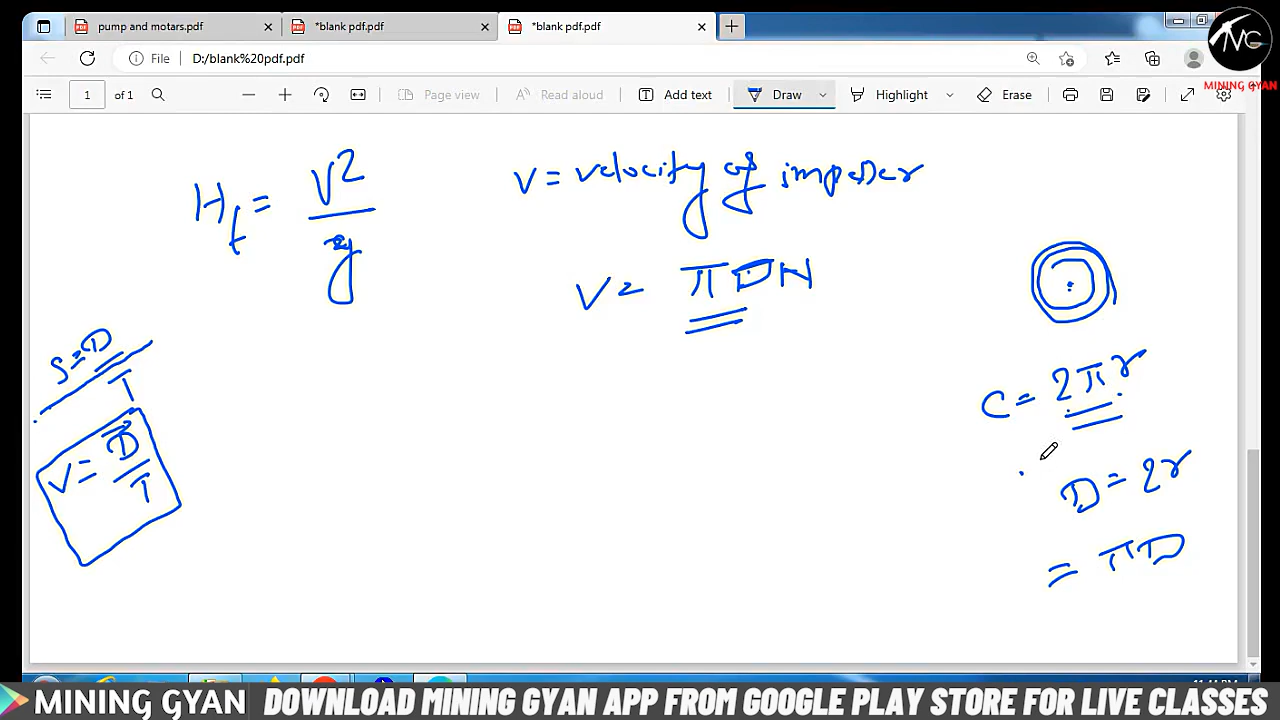 pump and motars.pdf
*blank pdf.pdf
*blank pdf.pdf
File D:/blank%20pdf.pdf
1 of 1
Page view
Read aloud
Add text
Draw
Highlight
Erase
MVG
MINING GYAN
Ht = V²/g
V = velocity of impeller
V = πDN
S = D/T
V = D/T
C = 2πr
D = 2r
= πD
MINING GYAN DOWNLOAD MINING GYAN APP FROM GOOGLE PLAY STORE FOR LIVE CLASSES